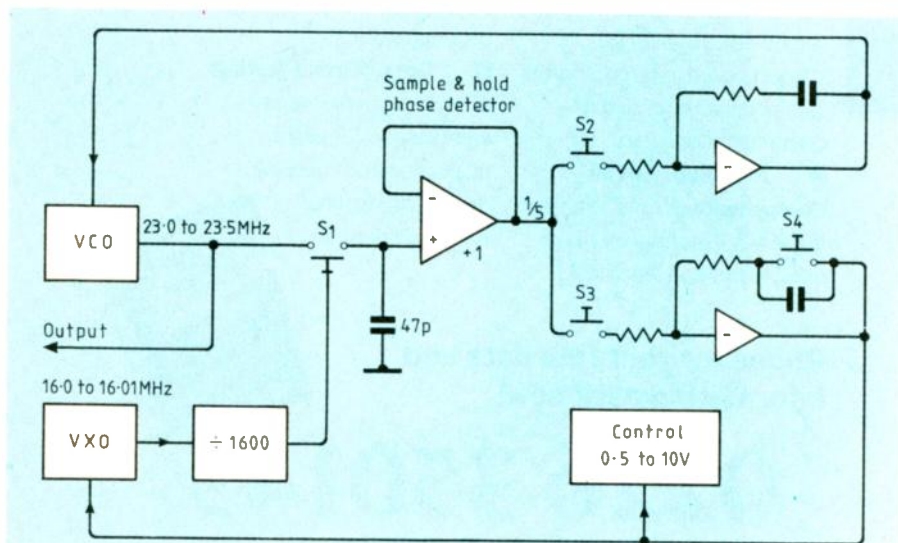 Sample & hold
phase detector
S2
S4
1/5
-
-
+
+1
-
S1
23·0 to 23·5MHz
VCO
S3
47p
Output
16·0 to 16·01MHz
VXO
÷ 1600
Control
0·5 to 10V